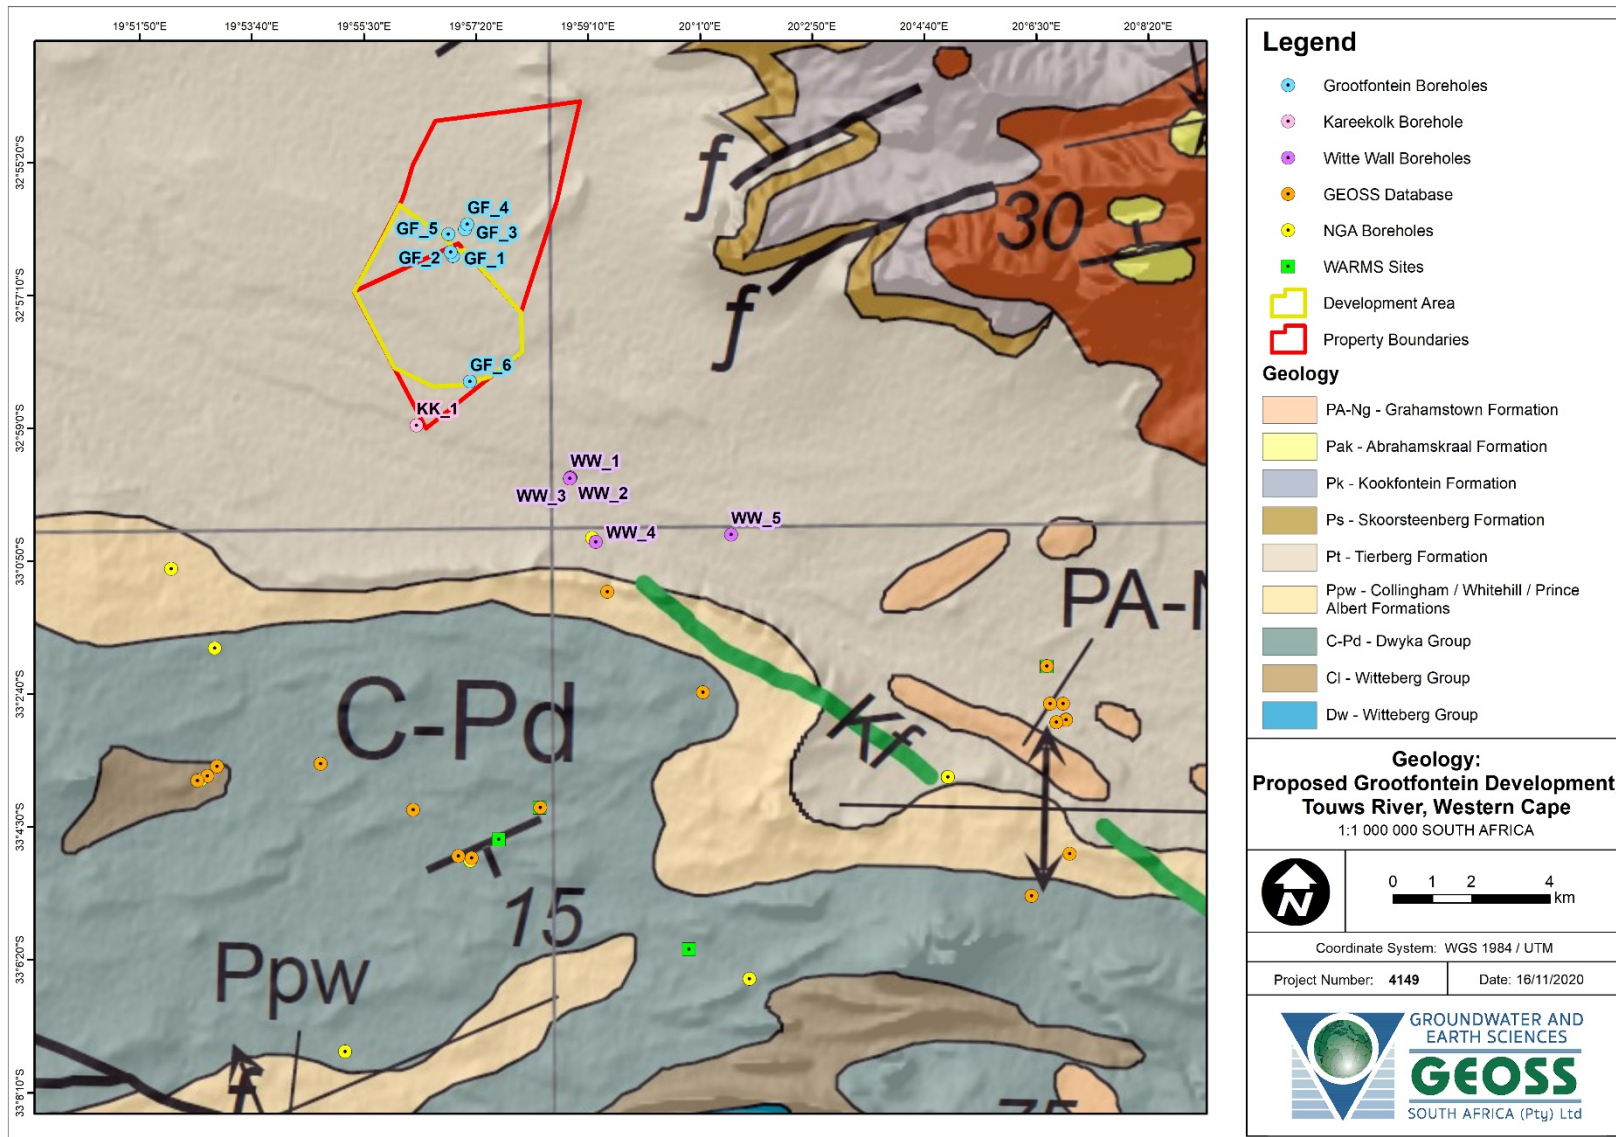 19°51'50"E 19°53'40"E 19°55'30"E 19°57'20"E 19°59'10"E 20°1'0"E 20°2'50"E 20°4'40"E 20°6'30"E 20°8'20"E
32°55'20"S
32°57'10"S
32°59'0"S
33°0'50"S
33°2'40"S
33°4'30"S
33°6'20"S
33°8'10"S
f
30
f
GF_4
GF_5
GF_3
GF_2
GF_1
GF_6
KK_1
WW_1
WW_3
WW_2
WW_4
WW_5
PA-N
C-Pd
Kf
15
Ppw
75
Legend
Grootfontein Boreholes
Kareekolk Borehole
Witte Wall Boreholes
GEOSS Database
NGA Boreholes
WARMS Sites
Development Area
Property Boundaries
Geology
PA-Ng - Grahamstown Formation
Pak - Abrahamskraal Formation
Pk - Kookfontein Formation
Ps - Skoorsteenberg Formation
Pt - Tierberg Formation
Ppw - Collingham / Whitehill / Prince
Albert Formations
C-Pd - Dwyka Group
Cl - Witteberg Group
Dw - Witteberg Group
Geology:
Proposed Grootfontein Development
Touws River, Western Cape
1:1 000 000 SOUTH AFRICA
N
0 1 2 4
km
Coordinate System: WGS 1984 / UTM
Project Number: 4149
Date: 16/11/2020
GROUNDWATER AND
EARTH SCIENCES
GEOSS
SOUTH AFRICA (Pty) Ltd